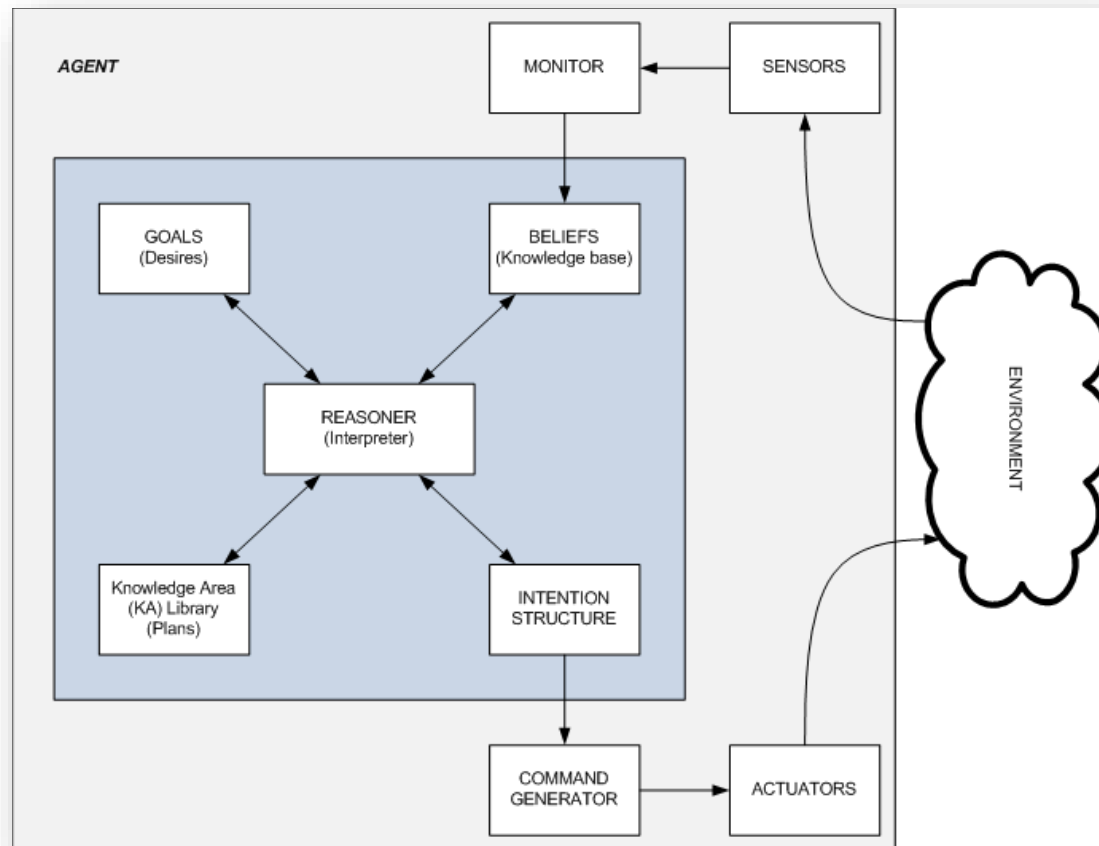 AGENT
MONITOR
SENSORS
GOALS
(Desires)
BELIEFS
(Knowledge base)
REASONER
(Interpreter)
ENVIRONMENT
Knowledge Area
(KA) Library
(Plans)
INTENTION
STRUCTURE
COMMAND
GENERATOR
ACTUATORS